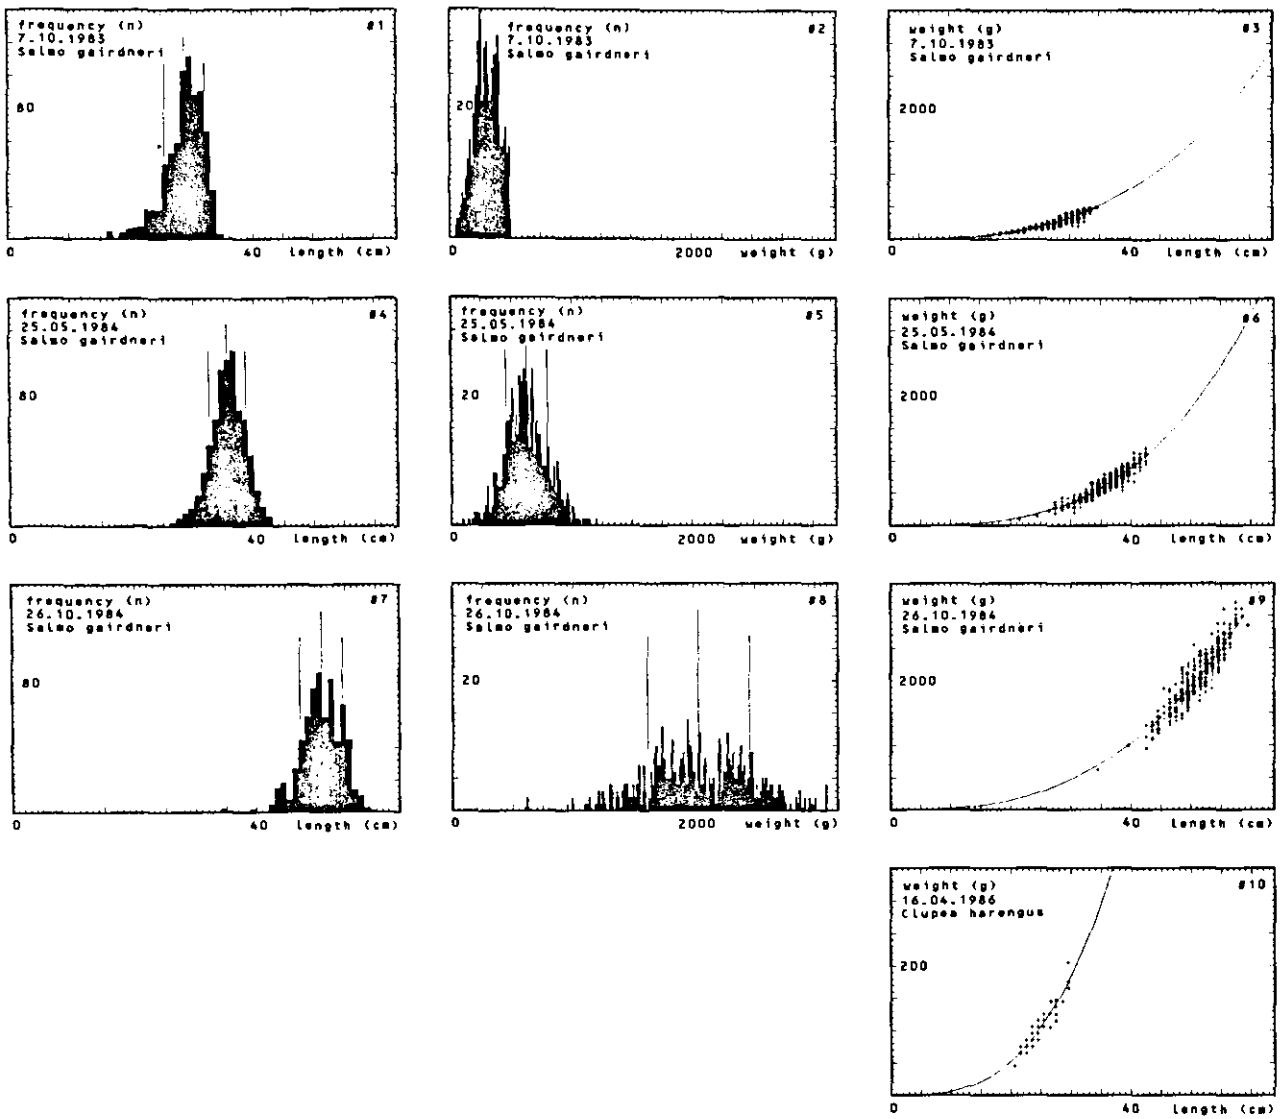 frequency (n) #1
7.10.1983
Salmo gairdneri
80
0 40 length (cm)
frequency (n) #2
7.10.1983
Salmo gairdneri
20
0 2000 weight (g)
weight (g) #3
7.10.1983
Salmo gairdneri
2000
0 40 length (cm)
frequency (n) #4
25.05.1984
Salmo gairdneri
80
0 40 length (cm)
frequency (n) #5
25.05.1984
Salmo gairdneri
20
0 2000 weight (g)
weight (g) #6
25.05.1984
Salmo gairdneri
2000
0 40 length (cm)
frequency (n) #7
26.10.1984
Salmo gairdneri
80
0 40 length (cm)
frequency (n) #8
26.10.1984
Salmo gairdneri
20
0 2000 weight (g)
weight (g) #9
26.10.1984
Salmo gairdneri
2000
0 40 length (cm)
weight (g) #10
16.04.1986
Clupea harengus
200
0 40 length (cm)